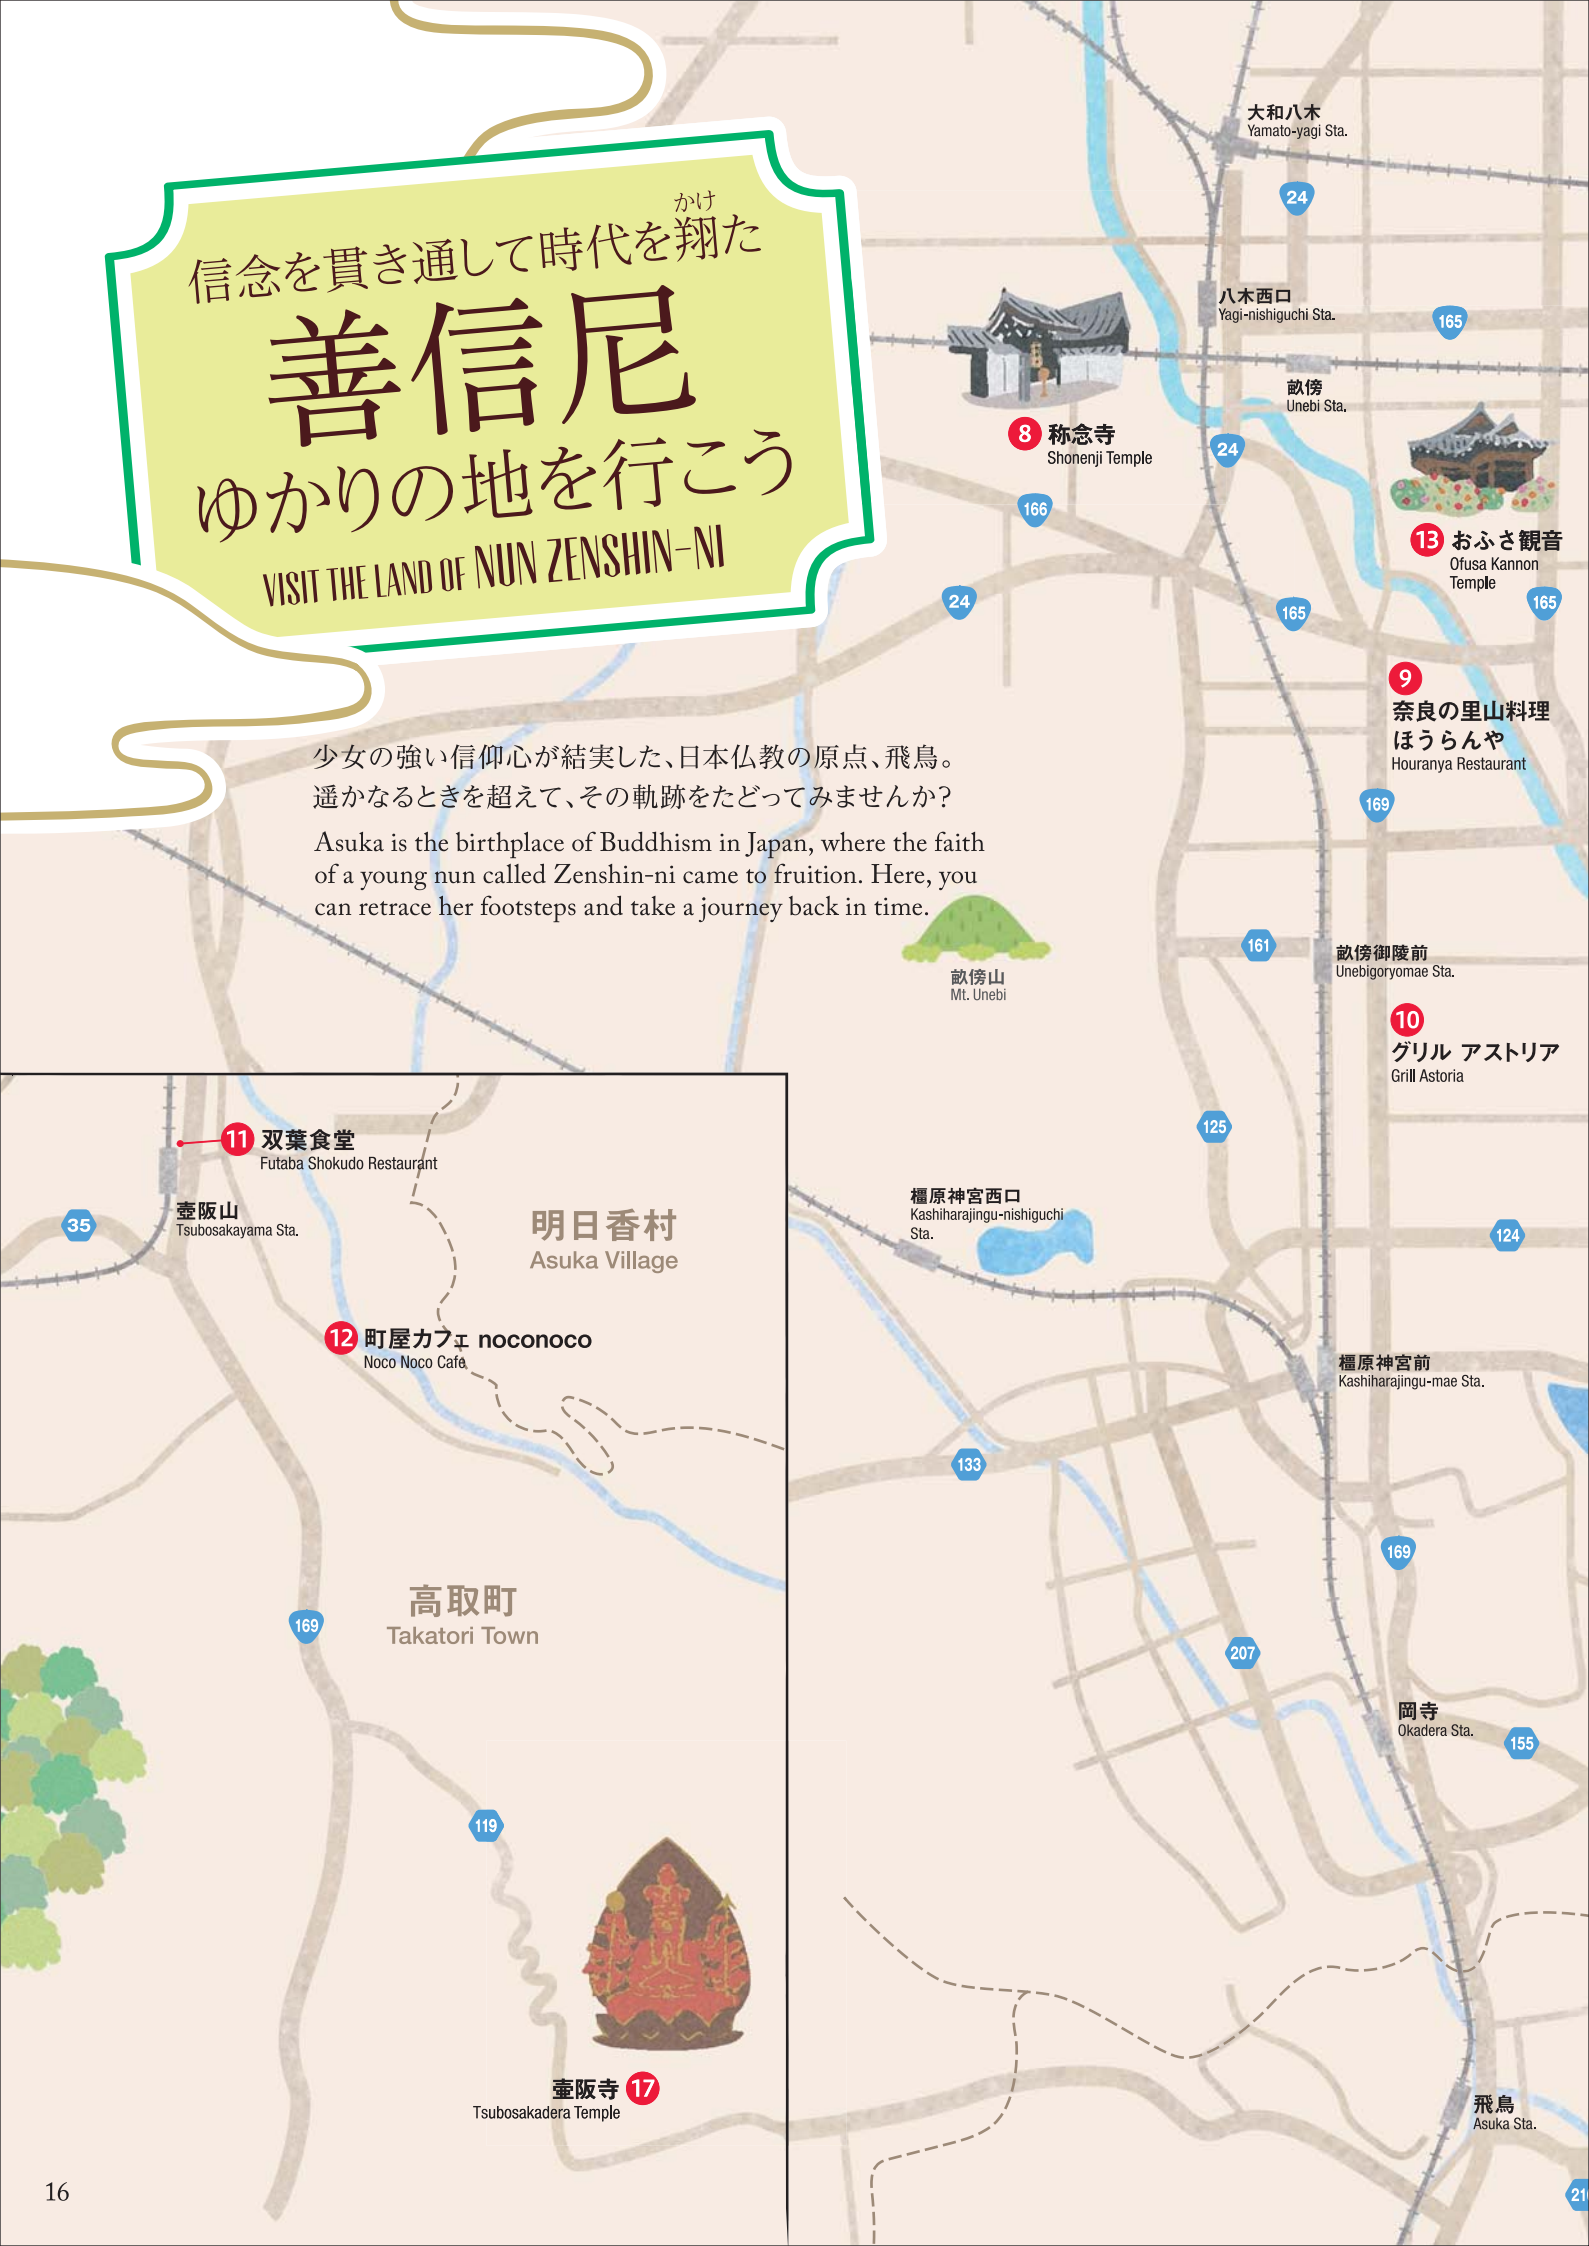 かけ
信念を貫き通して時代を翔た
善信尼
ゆかりの地を行こう
VISIT THE LAND OF NUN ZENSHIN-NI
少女の強い信仰心が結実した、日本仏教の原点、飛鳥。
遥かなるときを超えて、その軌跡をたどってみませんか?
Asuka is the birthplace of Buddhism in Japan, where the faith
of a young nun called Zenshin-ni came to fruition. Here, you
can retrace her footsteps and take a journey back in time.
大和八木
Yamato-yagi Sta.
24
八木西口
Yagi-nishiguchi Sta.
165
畝傍
Unebi Sta.
8 称念寺
Shonenji Temple
24
166
13 おふさ観音
Ofusa Kannon
Temple
24
165
165
9
奈良の里山料理
ほうらんや
Houranya Restaurant
169
畝傍山
Mt. Unebi
161
畝傍御陵前
Unebigoryomae Sta.
10
グリル アストリア
Grill Astoria
125
橿原神宮西口
Kashiharajingu-nishiguchi
Sta.
124
橿原神宮前
Kashiharajingu-mae Sta.
133
169
207
岡寺
Okadera Sta.
155
飛鳥
Asuka Sta.
11 双葉食堂
Futaba Shokudo Restaurant
35
壺阪山
Tsubosakayama Sta.
明日香村
Asuka Village
12 町屋カフェ noconoco
Noco Noco Cafe
高取町
Takatori Town
169
119
壷阪寺 17
Tsubosakadera Temple
16